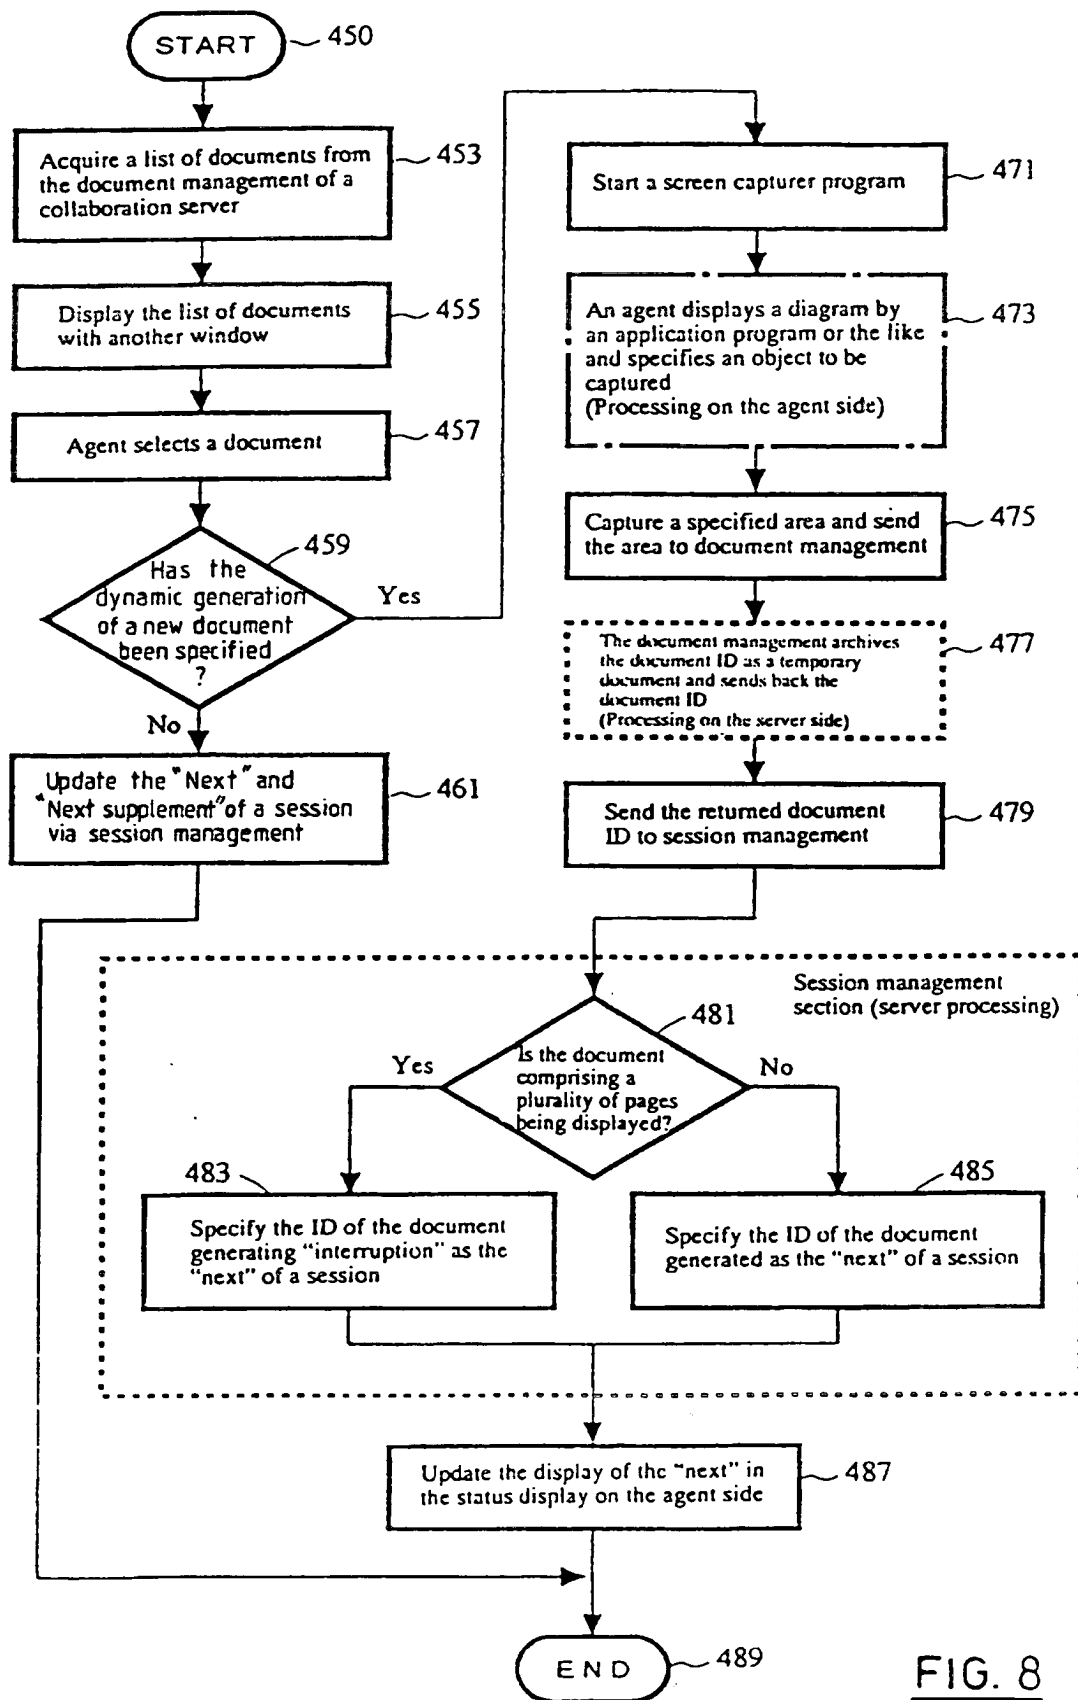 START
450
Acquire a list of documents from
the document management of a
collaboration server
453
Display the list of documents
with another window
455
Agent selects a document
457
459
Has the
dynamic generation
of a new document
been specified
?
Yes
No
Update the "Next" and
"Next supplement" of a session
via session management
461
Start a screen capturer program
471
An agent displays a diagram by
an application program or the like
and specifies an object to be
captured
(Processing on the agent side)
473
Capture a specified area and send
the area to document management
475
The document management archives
the document ID as a temporary
document and sends back the
document ID
(Processing on the server side)
477
Send the returned document
ID to session management
479
Session management
section (server processing)
481
Is the document
comprising a
plurality of pages
being displayed?
Yes
No
483
Specify the ID of the document
generating "interruption" as the
"next" of a session
485
Specify the ID of the document
generated as the "next" of a session
Update the display of the "next" in
the status display on the agent side
487
END
489
FIG. 8